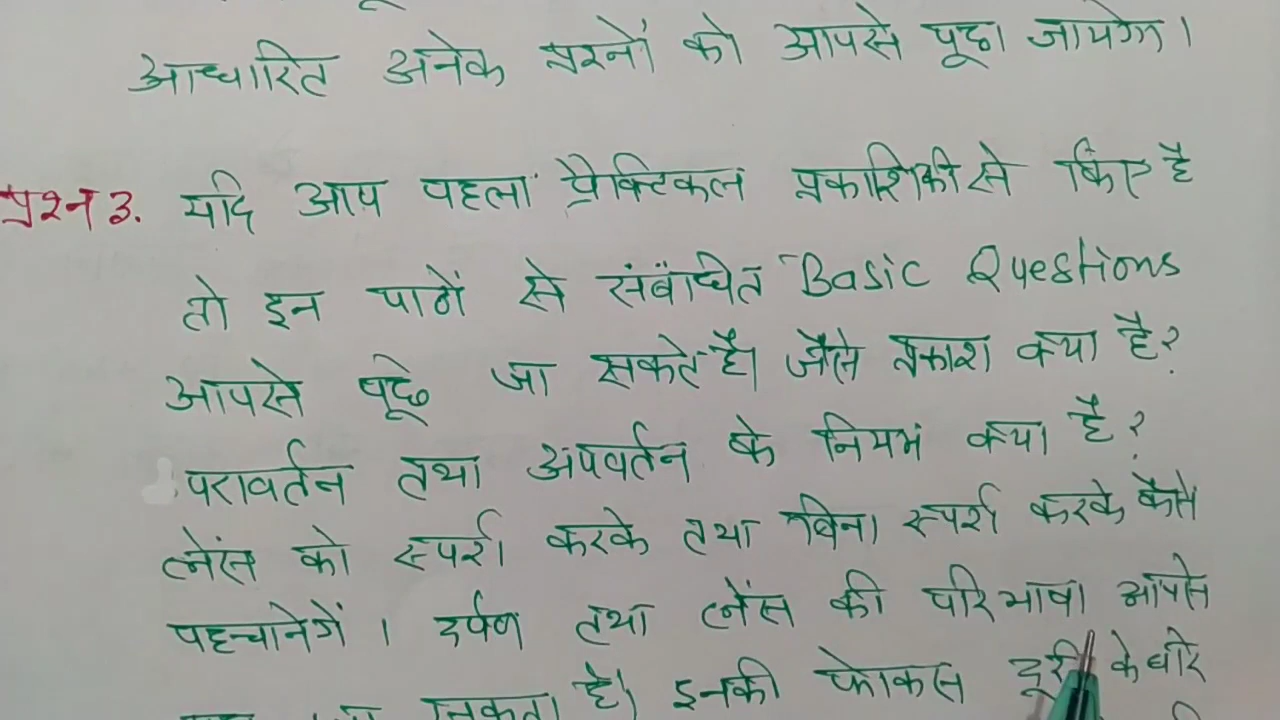 आधारित अनेक प्रश्नों को आपसे पूछा जायेगा।
प्रश्न 3. यदि आप पहला प्रैक्टिकल प्रकाशिकी से किए है
तो इन पाठों से संबंधित Basic Questions
आपसे पूछे जा सकते है। जैसे प्रकाश क्या है?
परावर्तन तथा अपवर्तन के नियम क्या है?
लेंस को स्पर्श करके तथा बिना स्पर्श करके कैसे
पहचानेगें। दर्पण तथा लेंस की परिभाषा आपसे
सकता है। इनकी फोकस दूरी के बारे